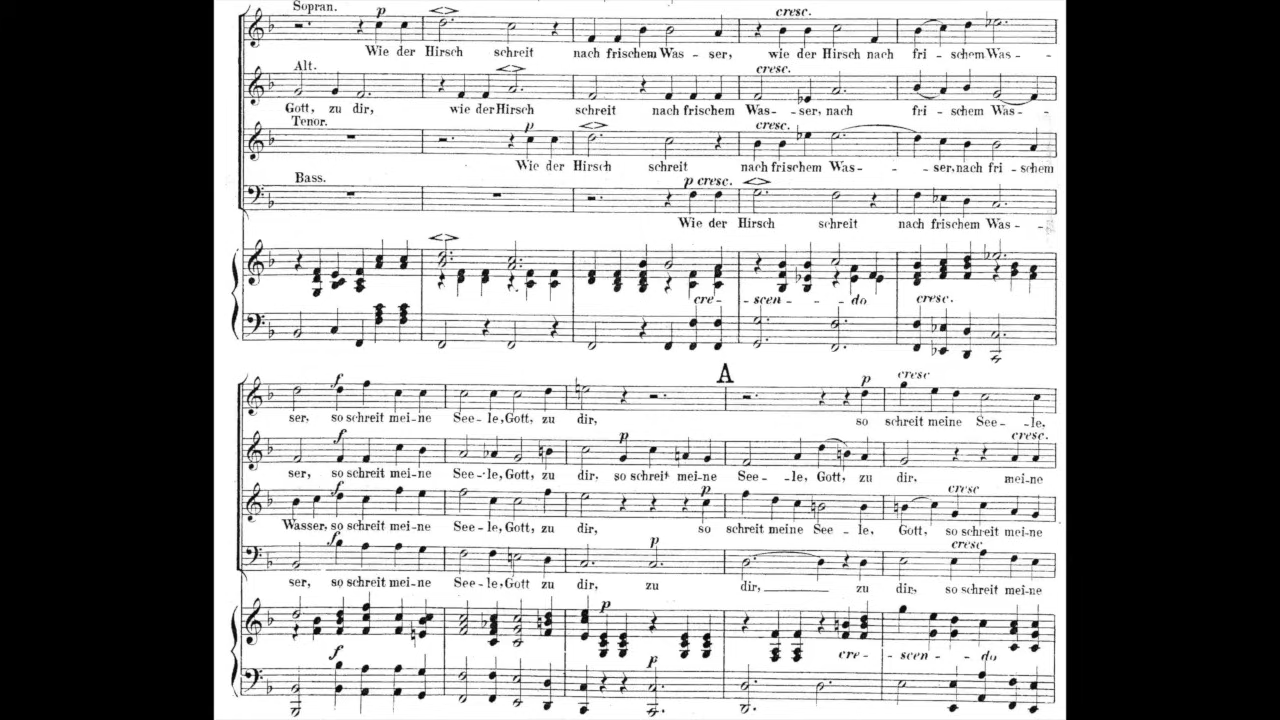 Sopran. p
cresc.
Wie der Hirsch schreit nach frischem Was - ser, wie der Hirsch nach fri - schem Was -
Alt.
cresc.
Gott, zu dir, wie der Hirsch schreit nach frischem Was - ser, nach fri - schem Was -
Tenor. p cresc.
Wie der Hirsch schreit nach frischem Was - ser, nach fri - schem
Bass. p cresc.
Wie der Hirsch schreit nach frischem Was -
cre - scen - do cresc.
A
f p cresc
ser, so schreit mei-ne See-le, Gott, zu dir, so schreit meine See - le,
f p cresc.
ser, so schreit mei-ne See-le, Gott, zu dir, so schreit mei-ne See - le, Gott, zu dir, mei-ne
f p cresc
Wasser, so schreit mei-ne See-le, Gott, zu dir, so schreit meine See - le, Gott, so schreit meine
f p cresc
ser, so schreit mei-ne See-le, Gott zu dir, zu dir, zu dir, so schreit meine
p
f p cre - scen - do